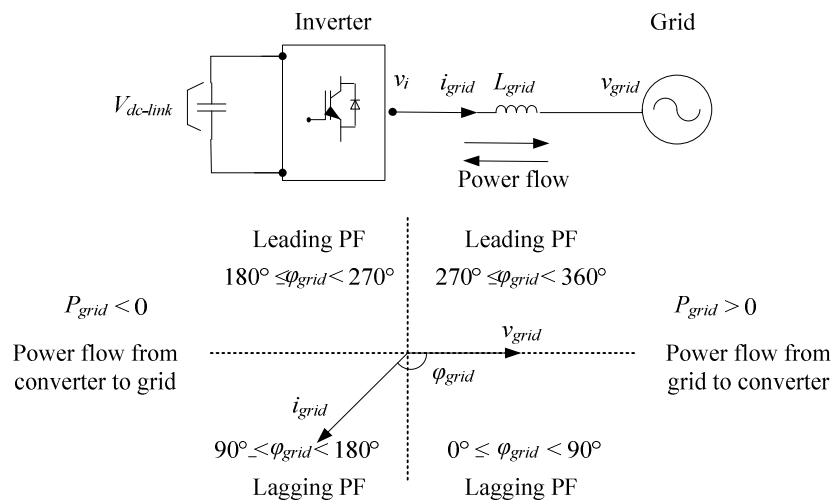 Inverter
Grid
V_dc-link
v_i
i_grid
L_grid
v_grid
Power flow
Leading PF
Leading PF
180° ≤φ_grid< 270°
270° ≤φ_grid< 360°
P_grid < 0
P_grid > 0
v_grid
Power flow from
converter to grid
Power flow from
grid to converter
φ_grid
i_grid
90° ≤φ_grid< 180°
0° ≤ φ_grid < 90°
Lagging PF
Lagging PF